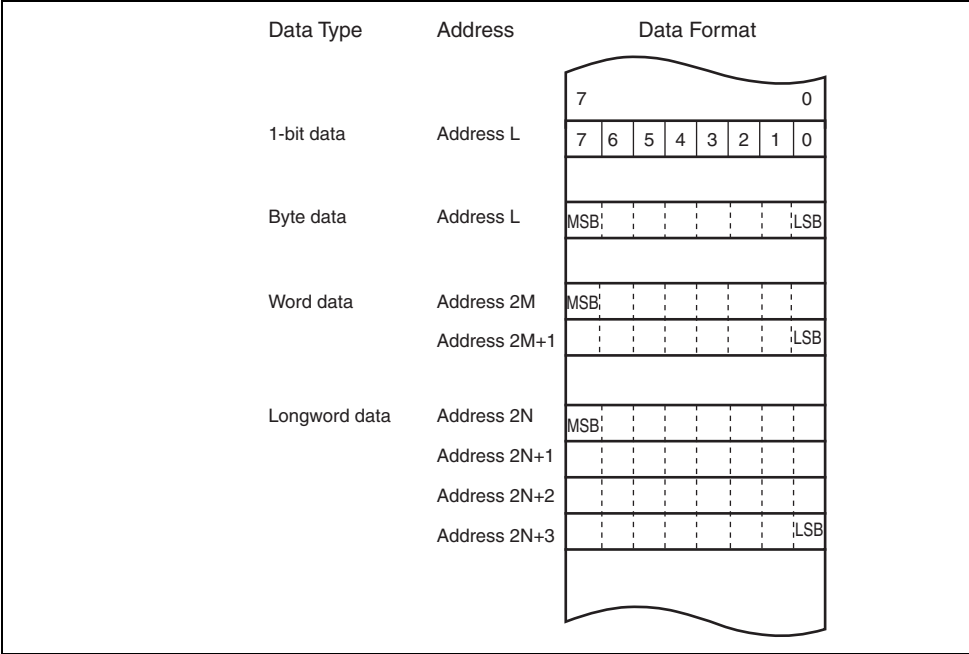 Data Type Address Data Format
7 0
1-bit data Address L 7 6 5 4 3 2 1 0
Byte data Address L MSB LSB
Word data Address 2M MSB
Address 2M+1 LSB
Longword data Address 2N MSB
Address 2N+1
Address 2N+2
Address 2N+3 LSB